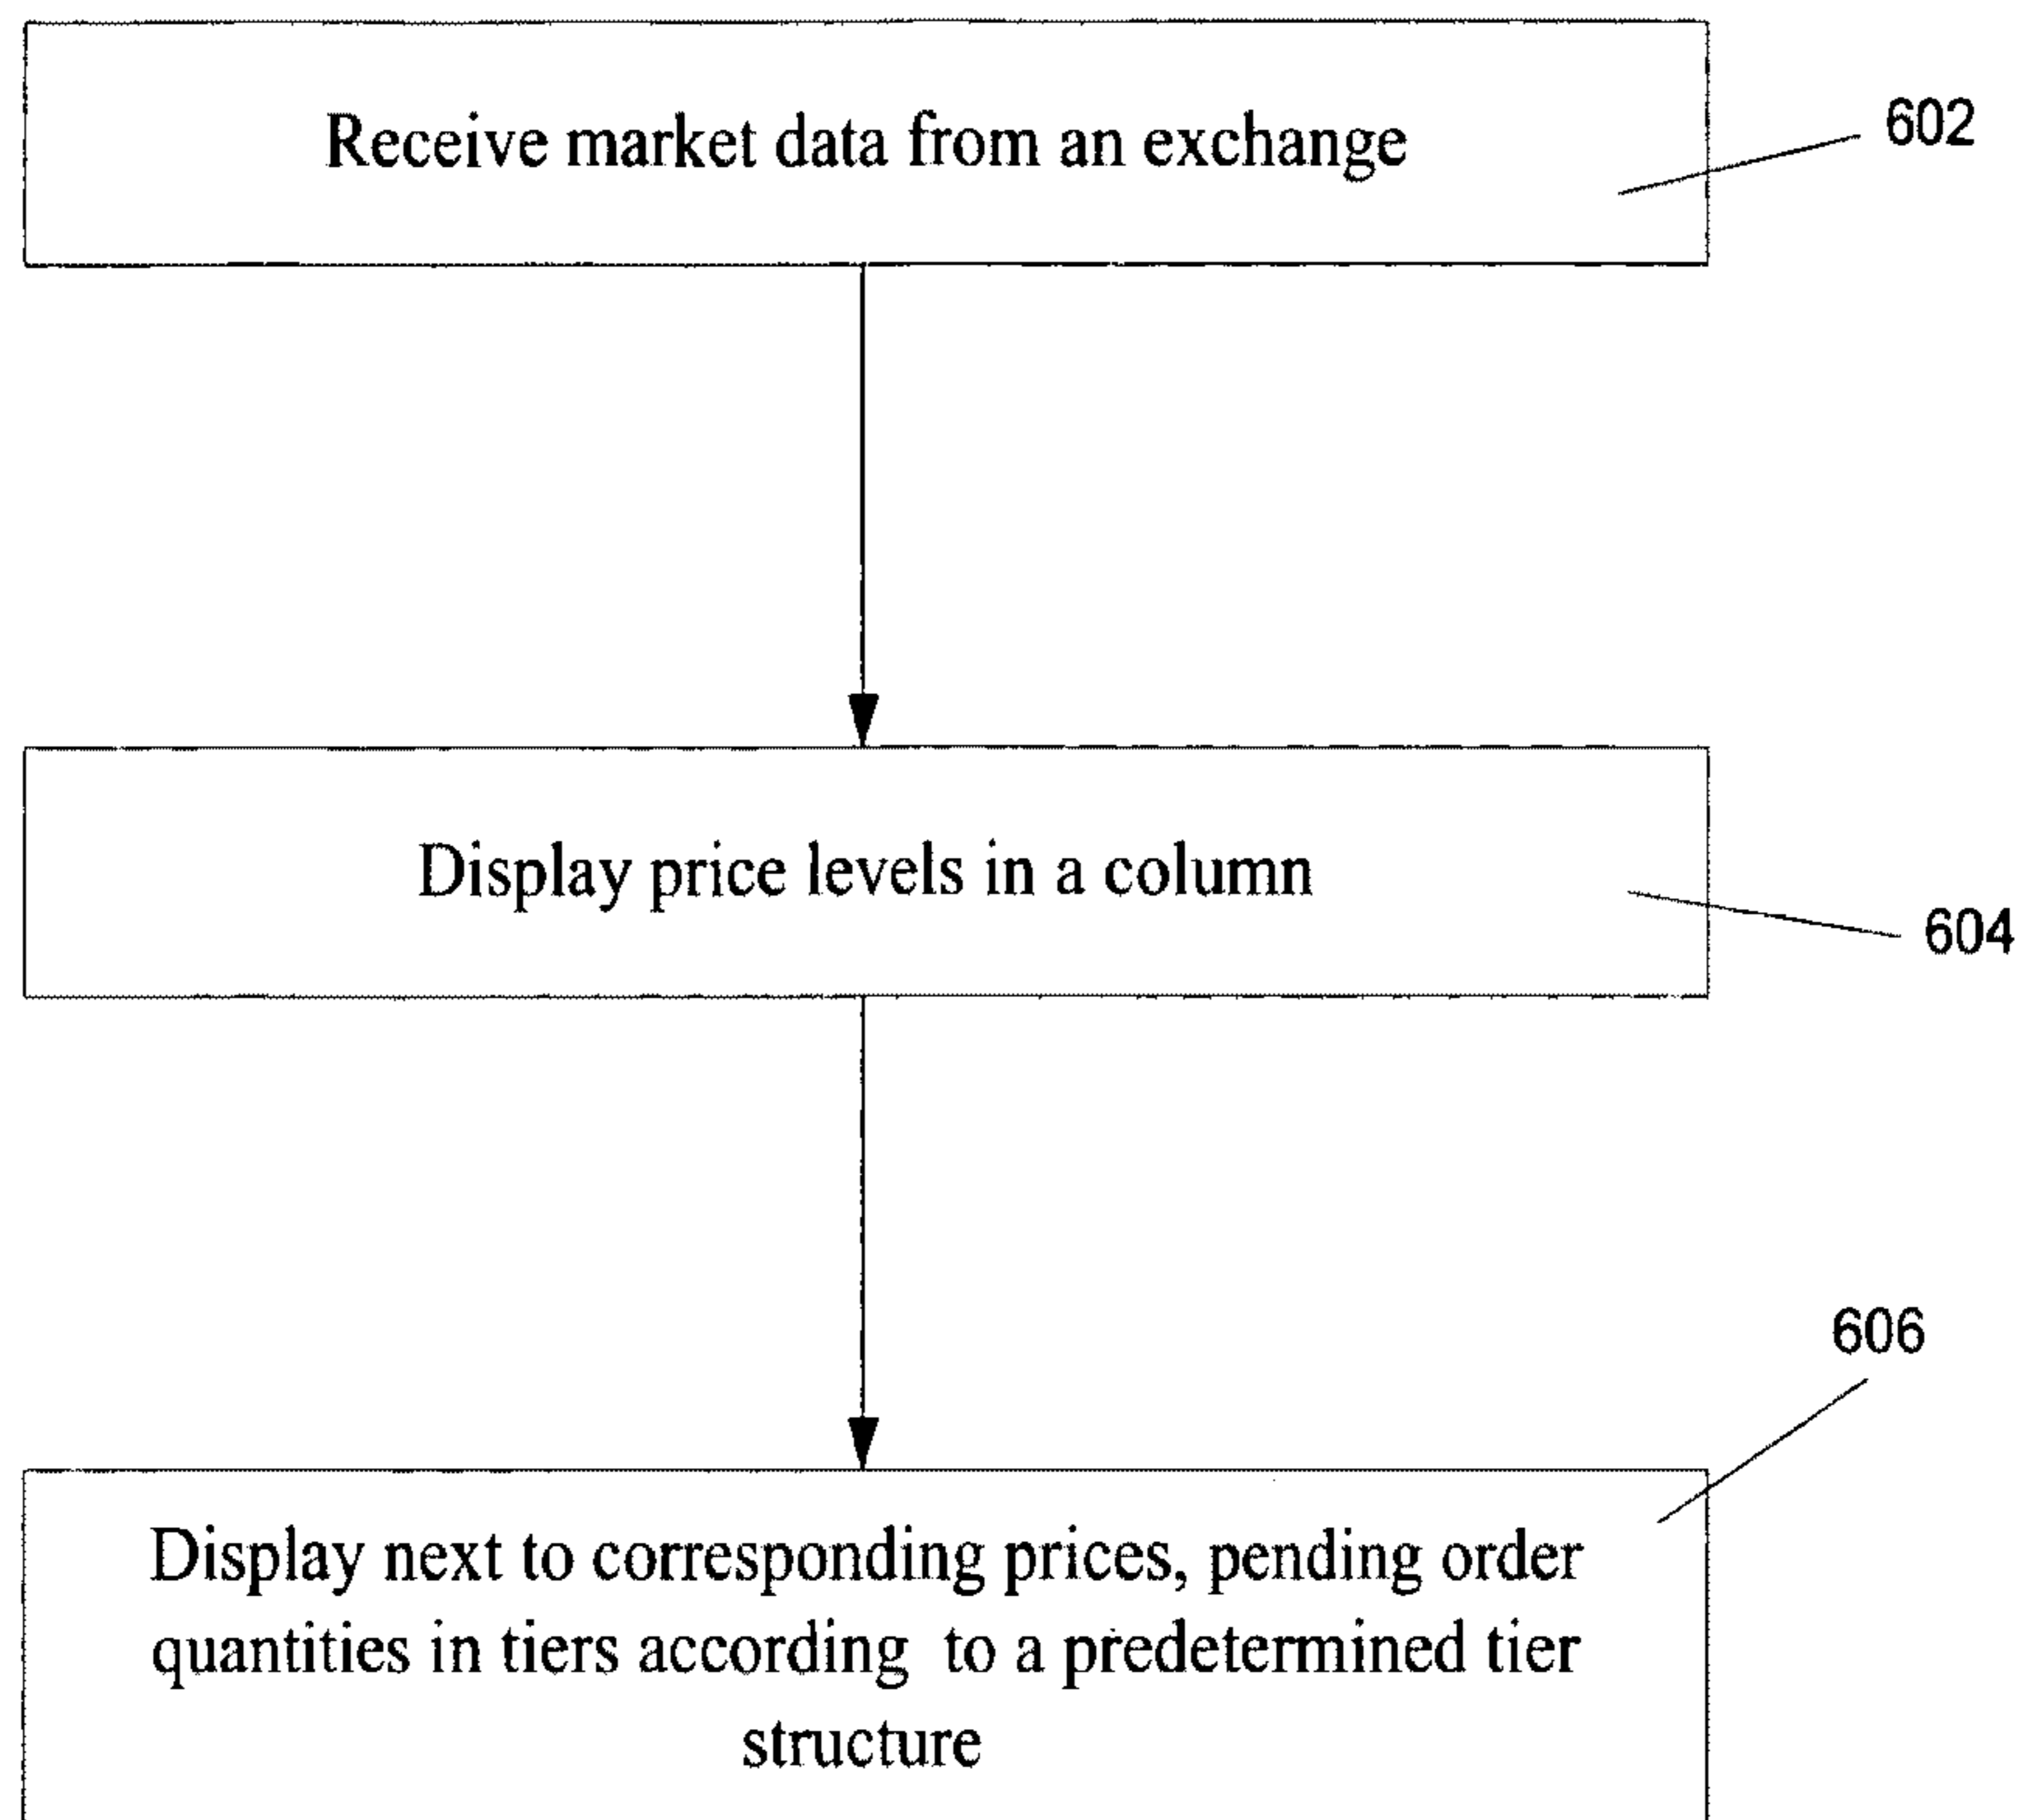 Receive market data from an exchange
602
Display price levels in a column
604
606
Display next to corresponding prices, pending order
quantities in tiers according to a predetermined tier
structure